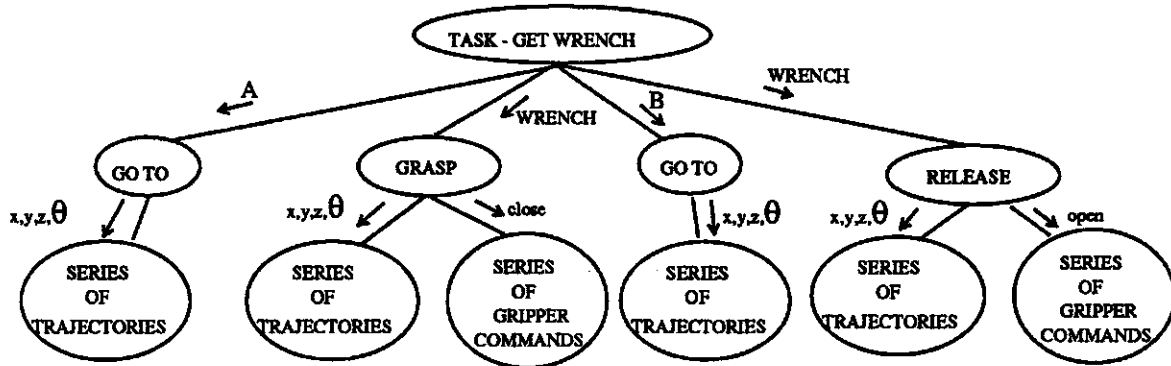 TASK - GET WRENCH
A
WRENCH
B
WRENCH
GO TO
GRASP
GO TO
RELEASE
x,y,z,θ
x,y,z,θ
close
x,y,z,θ
x,y,z,θ
open
SERIES
OF
TRAJECTORIES
SERIES
OF
TRAJECTORIES
SERIES
OF
GRIPPER
COMMANDS
SERIES
OF
TRAJECTORIES
SERIES
OF
TRAJECTORIES
SERIES
OF
GRIPPER
COMMANDS